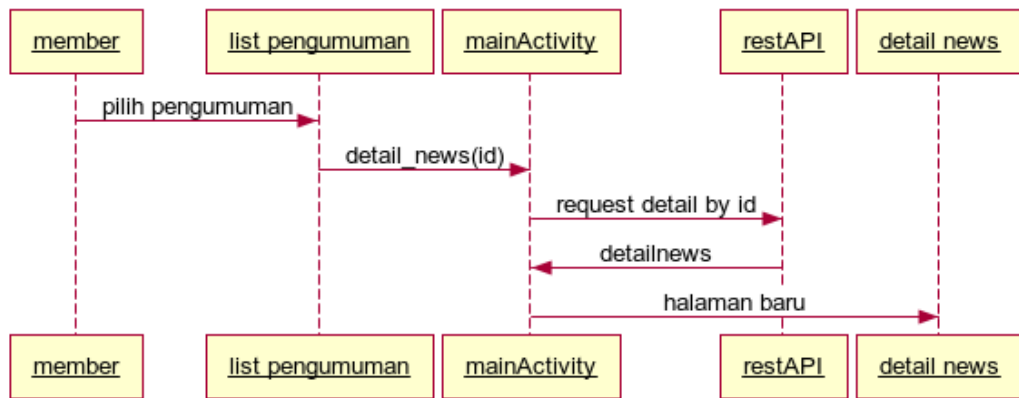 member
list pengumuman
mainActivity
restAPI
detail news
pilih pengumuman
detail_news(id)
request detail by id
detailnews
halaman baru
member
list pengumuman
mainActivity
restAPI
detail news